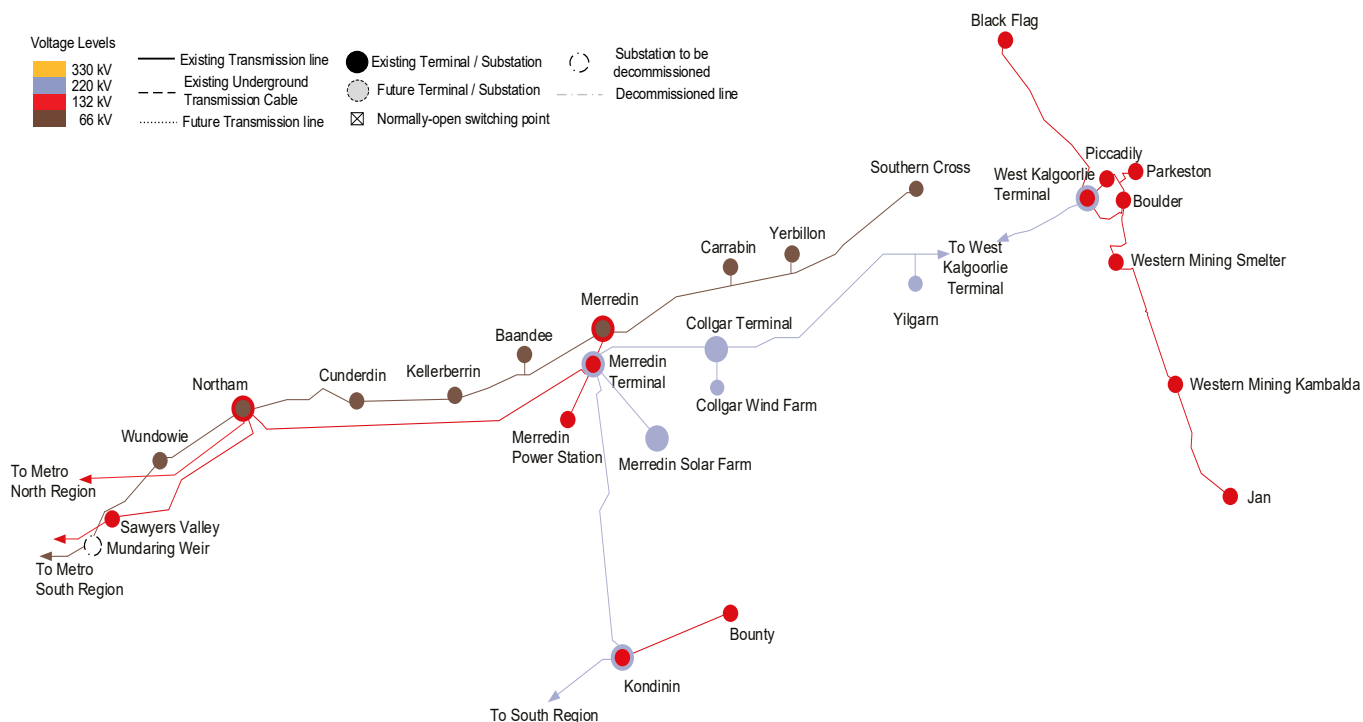 Voltage Levels
330 kV
220 kV
132 kV
66 kV
Existing Transmission line
Existing Underground
Transmission Cable
Future Transmission line
Existing Terminal / Substation
Future Terminal / Substation
Normally-open switching point
Substation to be
decommissioned
Decommissioned line
Black Flag
Piccadily
West Kalgoorlie
Terminal
Parkeston
Boulder
Southern Cross
Western Mining Smelter
Yerbillon
Carrabin
To West
Kalgoorlie
Terminal
Yilgarn
Merredin
Collgar Terminal
Baandee
Merredin
Terminal
Kellerberrin
Cunderdin
Northam
Collgar Wind Farm
Western Mining Kambalda
Merredin
Power Station
Merredin Solar Farm
Wundowie
To Metro
North Region
Jan
Sawyers Valley
Mundaring Weir
To Metro
South Region
Bounty
Kondinin
To South Region